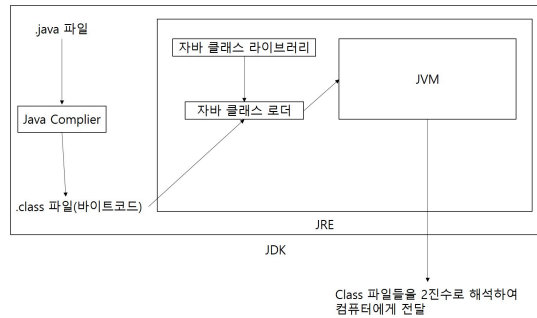 .java 파일
자바 클래스 라이브러리
JVM
Java Complier
자바 클래스 로더
.class 파일(바이트코드)
JRE
JDK
Class 파일들을 2진수로 해석하여
컴퓨터에게 전달